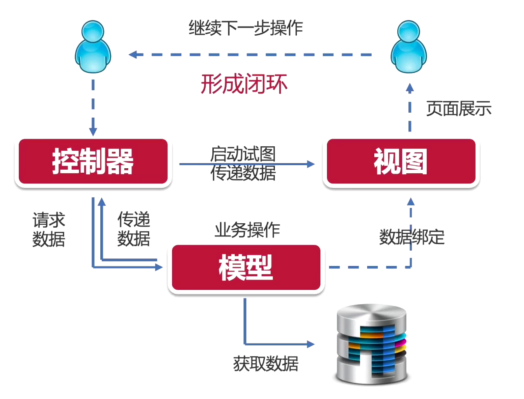 继续下一步操作
形成闭环
页面展示
控制器
启动试图
传递数据
视图
请求
数据
传递
数据
业务操作
数据绑定
模型
获取数据